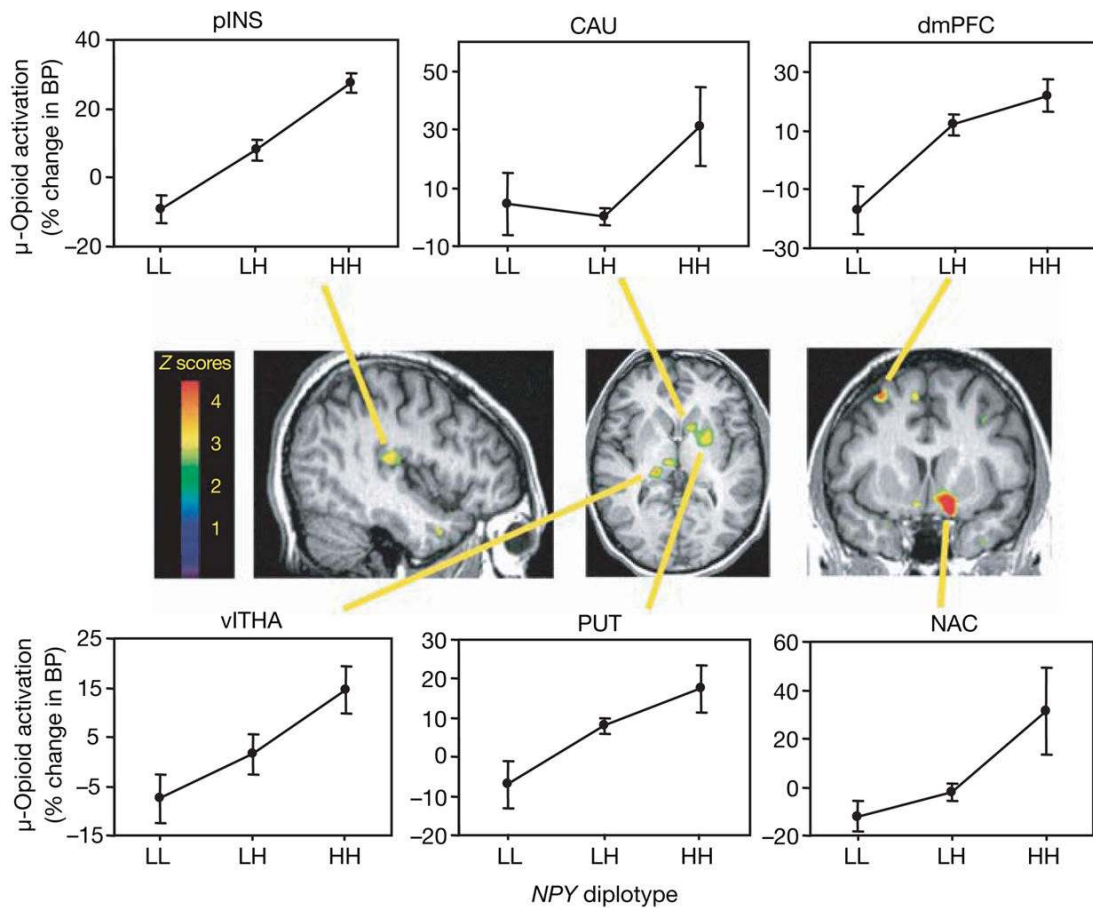 pINS
CAU
dmPFC
μ-Opioid activation
(% change in BP)
40
20
0
–20
LL LH HH
50
30
10
–10
LL LH HH
30
10
–10
–30
LL LH HH
Z scores
4
3
2
1
vlTHA
PUT
NAC
μ-Opioid activation
(% change in BP)
25
15
5
–5
–15
LL LH HH
30
20
10
0
–10
–20
LL LH HH
60
40
20
0
–20
LL LH HH
NPY diplotype